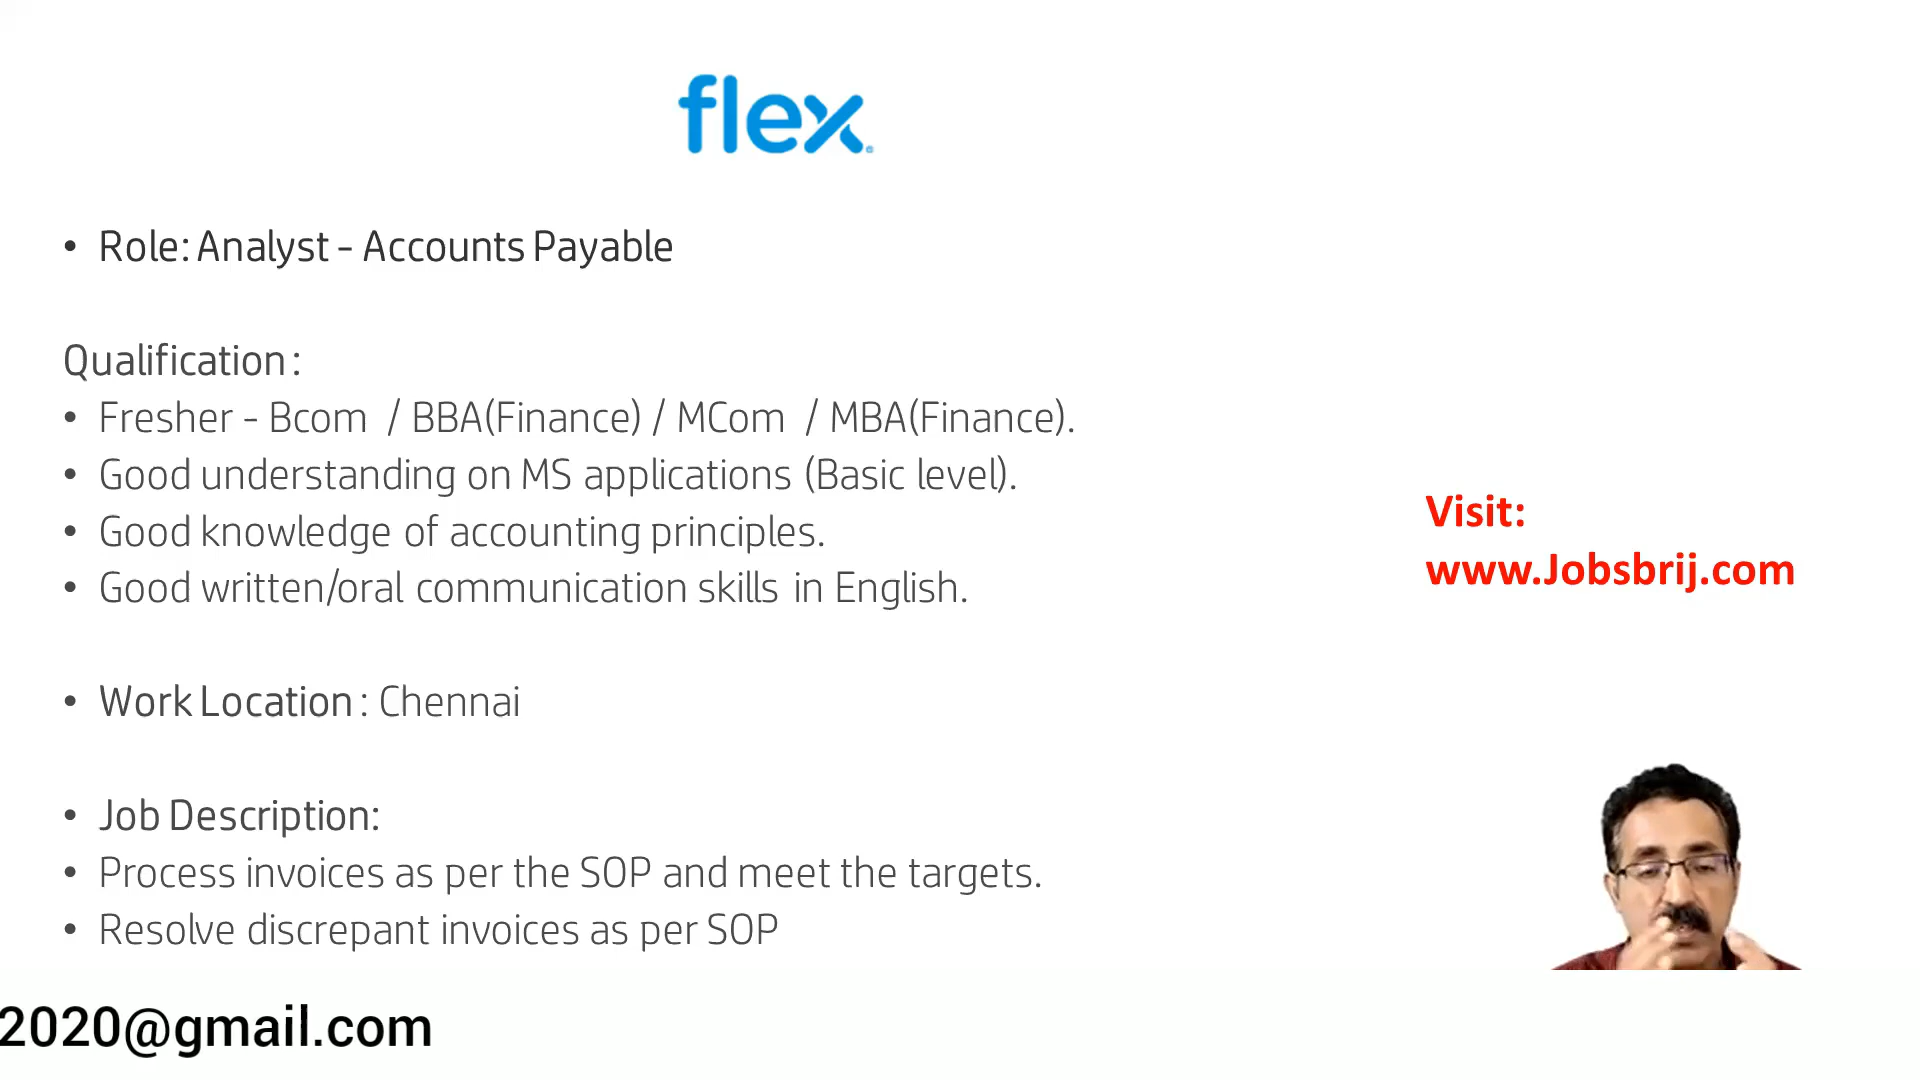 flex
• Role: Analyst - Accounts Payable
Qualification :
• Fresher - Bcom / BBA(Finance) / MCom / MBA(Finance).
• Good understanding on MS applications (Basic level).
• Good knowledge of accounting principles.
• Good written/oral communication skills in English.
• Work Location : Chennai
• Job Description:
• Process invoices as per the SOP and meet the targets.
• Resolve discrepant invoices as per SOP
Visit:
www.Jobsbrij.com
2020@gmail.com